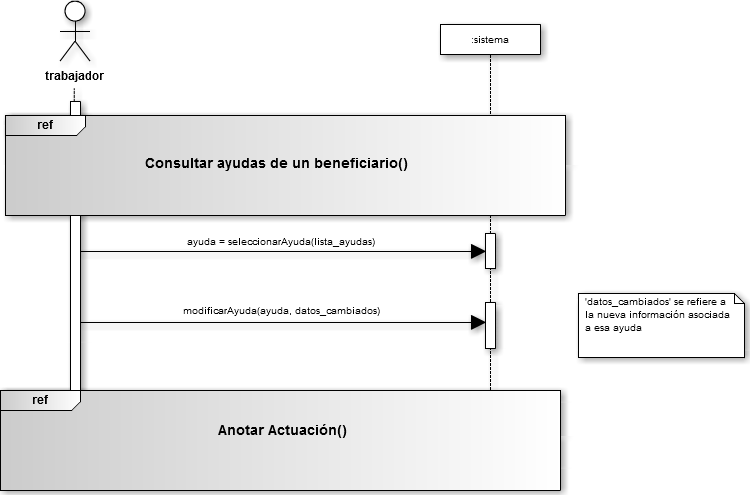 trabajador
:sistema
ref
Consultar ayudas de un beneficiario()
ayuda = seleccionarAyuda(lista_ayudas)
modificarAyuda(ayuda, datos_cambiados)
'datos_cambiados' se refiere a
la nueva información asociada
a esa ayuda
ref
Anotar Actuación()